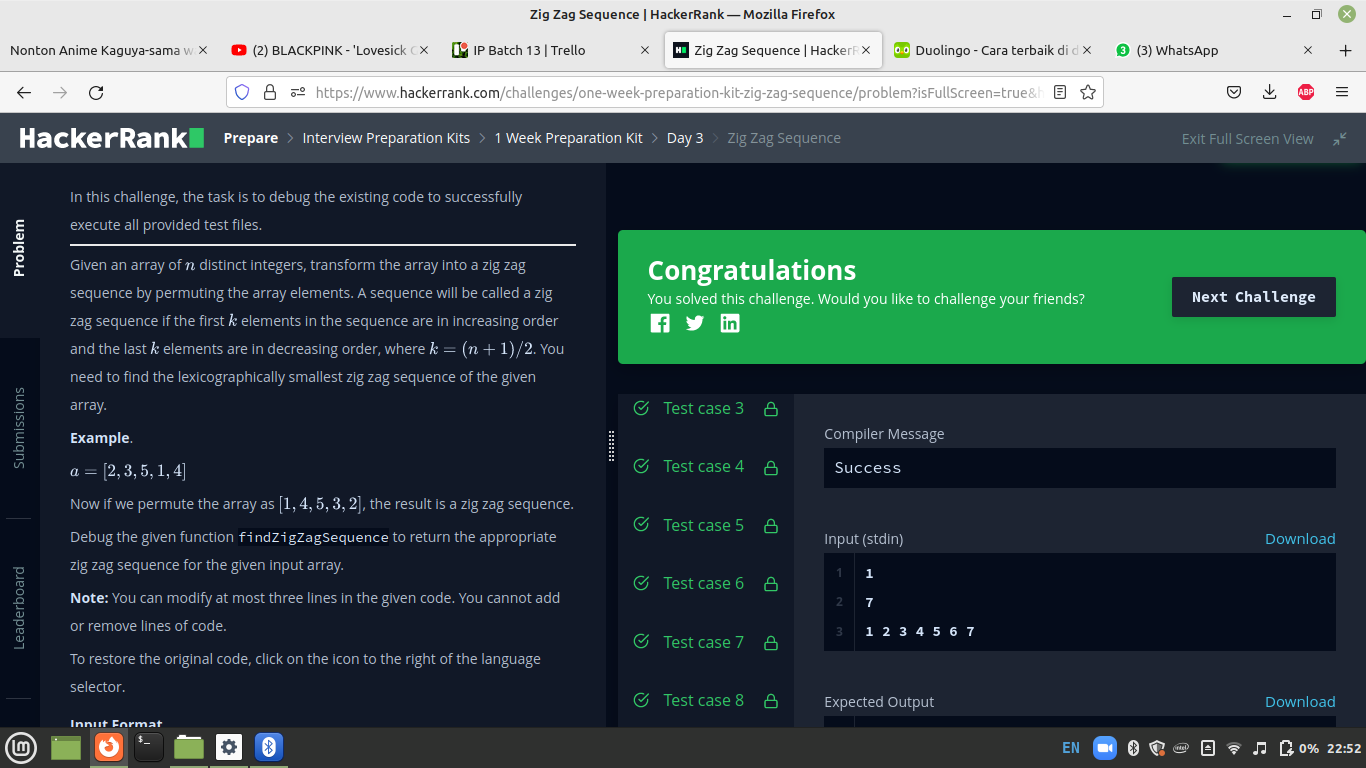 Zig Zag Sequence | HackerRank — Mozilla Firefox
Nonton Anime Kaguya-sama w
(2) BLACKPINK - 'Lovesick G
IP Batch 13 | Trello
Zig Zag Sequence | HackerR
Duolingo - Cara terbaik di d
3
(3) WhatsApp
https://www.hackerrank.com/challenges/one-week-preparation-kit-zig-zag-sequence/problem?isFullScreen=true&h
ABP
HackerRank
Prepare > Interview Preparation Kits > 1 Week Preparation Kit > Day 3 > Zig Zag Sequence
Exit Full Screen View
Problem
Submissions
Leaderboard
In this challenge, the task is to debug the existing code to successfully
execute all provided test files.
Given an array of n distinct integers, transform the array into a zig zag
sequence by permuting the array elements. A sequence will be called a zig
zag sequence if the first k elements in the sequence are in increasing order
and the last k elements are in decreasing order, where k = (n + 1)/2. You
need to find the lexicographically smallest zig zag sequence of the given
array.
Example.
a = [2, 3, 5, 1, 4]
Now if we permute the array as [1, 4, 5, 3, 2], the result is a zig zag sequence.
Debug the given function findZigZagSequence to return the appropriate
zig zag sequence for the given input array.
Note: You can modify at most three lines in the given code. You cannot add
or remove lines of code.
To restore the original code, click on the icon to the right of the language
selector.
Input Format
Congratulations
You solved this challenge. Would you like to challenge your friends?
Next Challenge
Test case 3
Test case 4
Test case 5
Test case 6
Test case 7
Test case 8
Compiler Message
Success
Input (stdin)
Download
1 1
2 7
3 1 2 3 4 5 6 7
Expected Output
Download
EN
0%
22:52